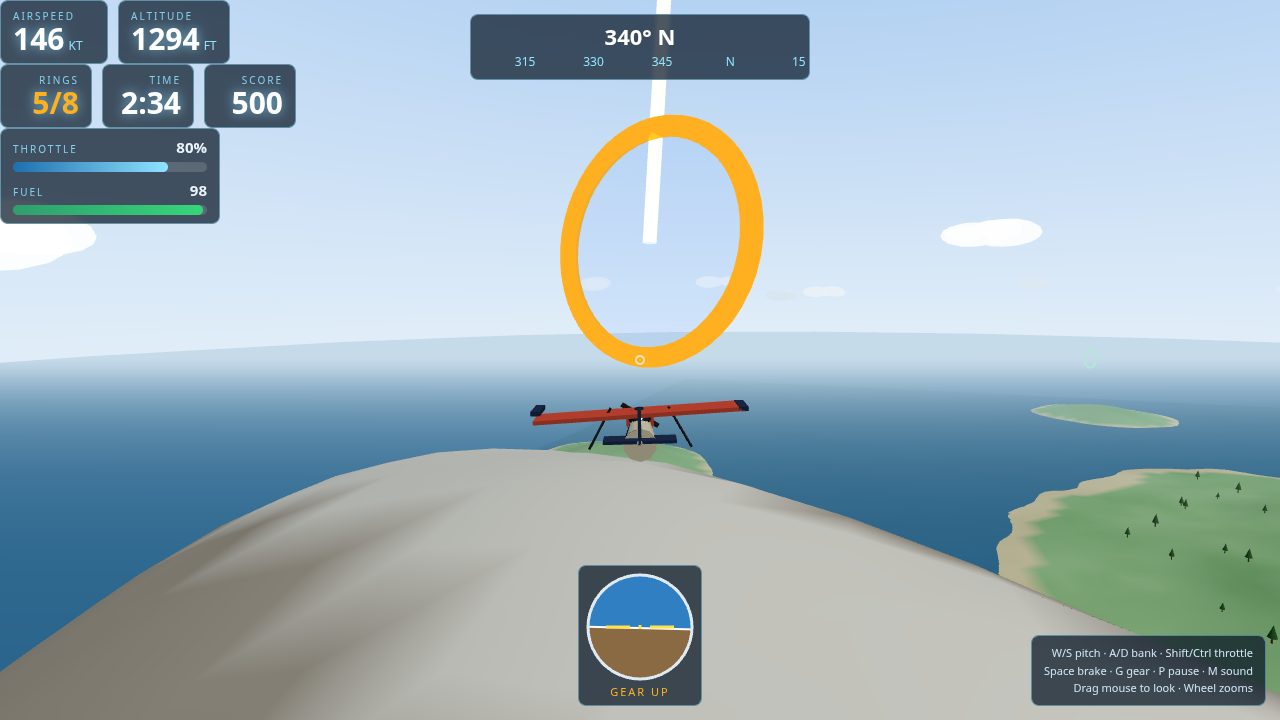 AIRSPEED
146 KT
ALTITUDE
1294 FT
RINGS
5/8
TIME
2:34
SCORE
500
THROTTLE 80%
FUEL 98
340° N
315 330 345 N 15
GEAR UP
W/S pitch · A/D bank · Shift/Ctrl throttle
Space brake · G gear · P pause · M sound
Drag mouse to look · Wheel zooms